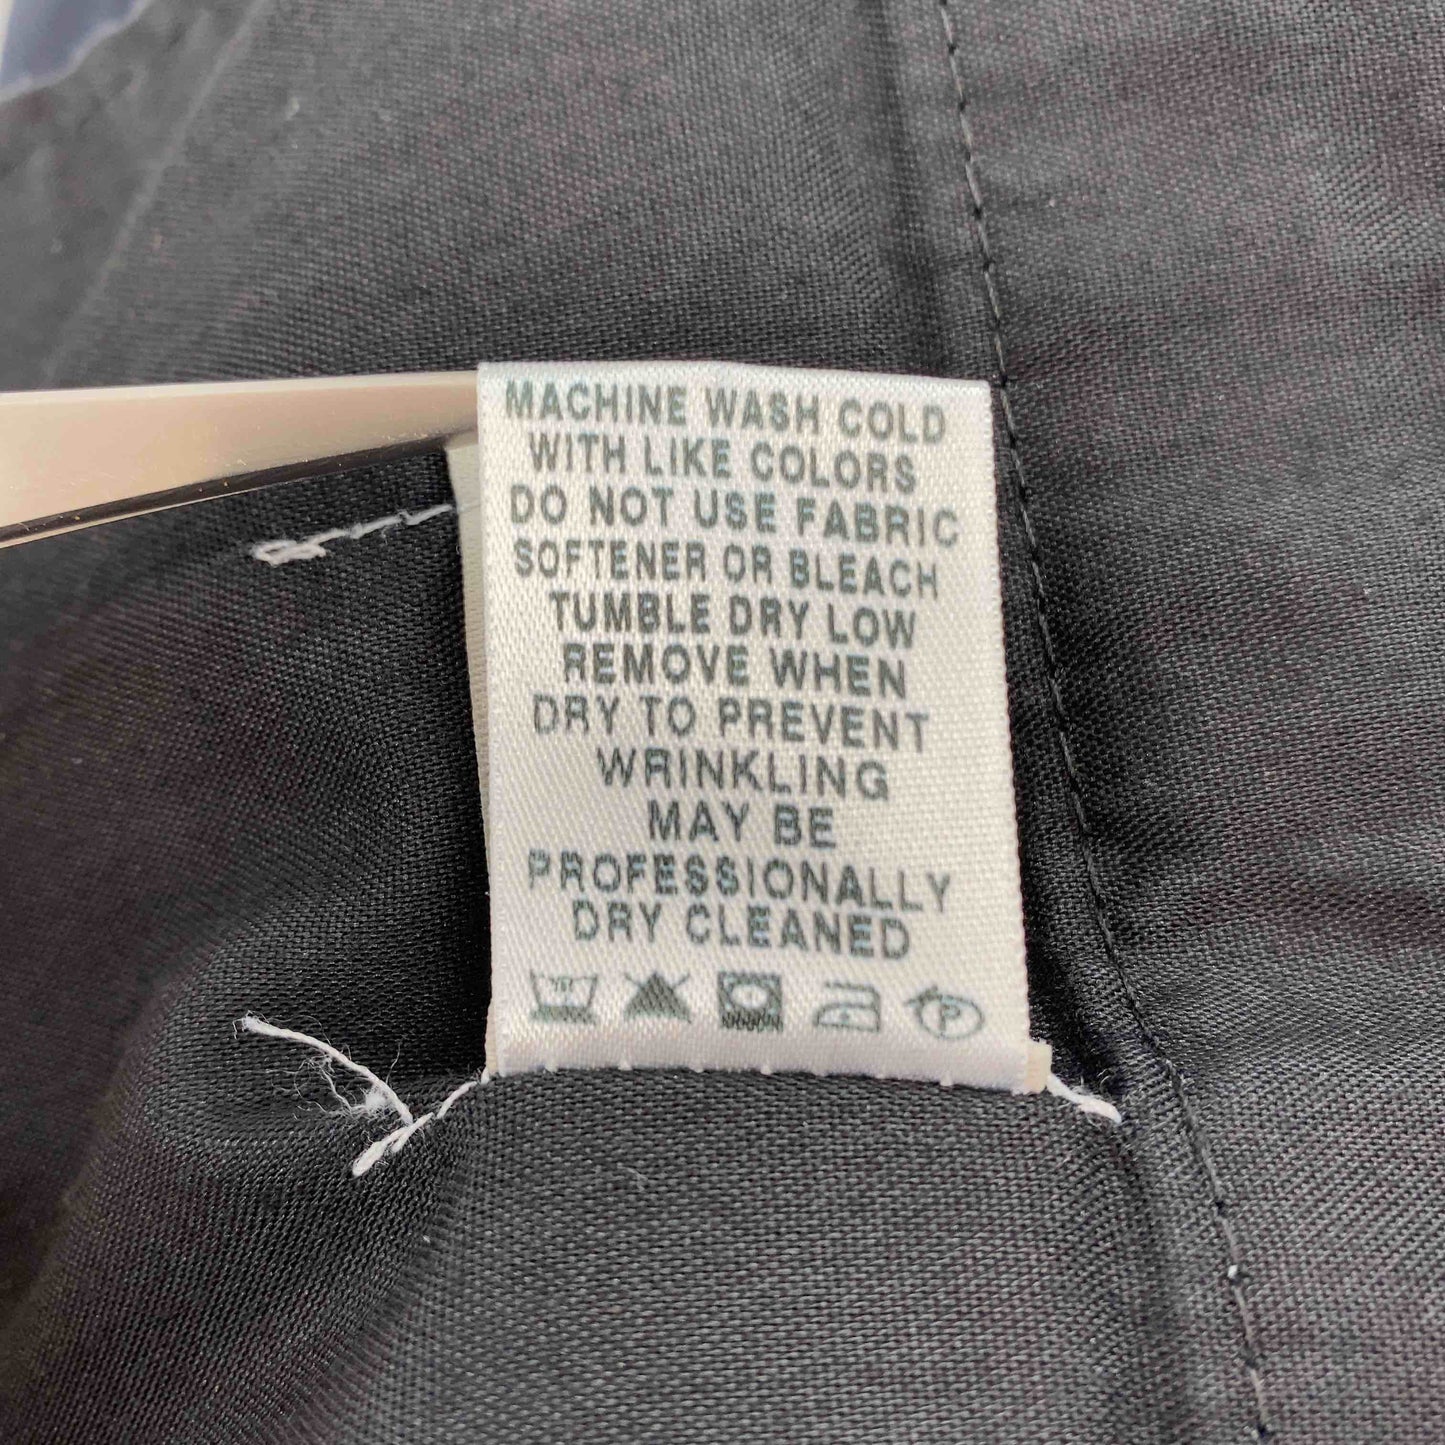 MACHINE WASH COLD
WITH LIKE COLORS
DO NOT USE FABRIC
SOFTENER OR BLEACH
TUMBLE DRY LOW
REMOVE WHEN
DRY TO PREVENT
WRINKLING
MAY BE
PROFESSIONALLY
DRY CLEANED
P